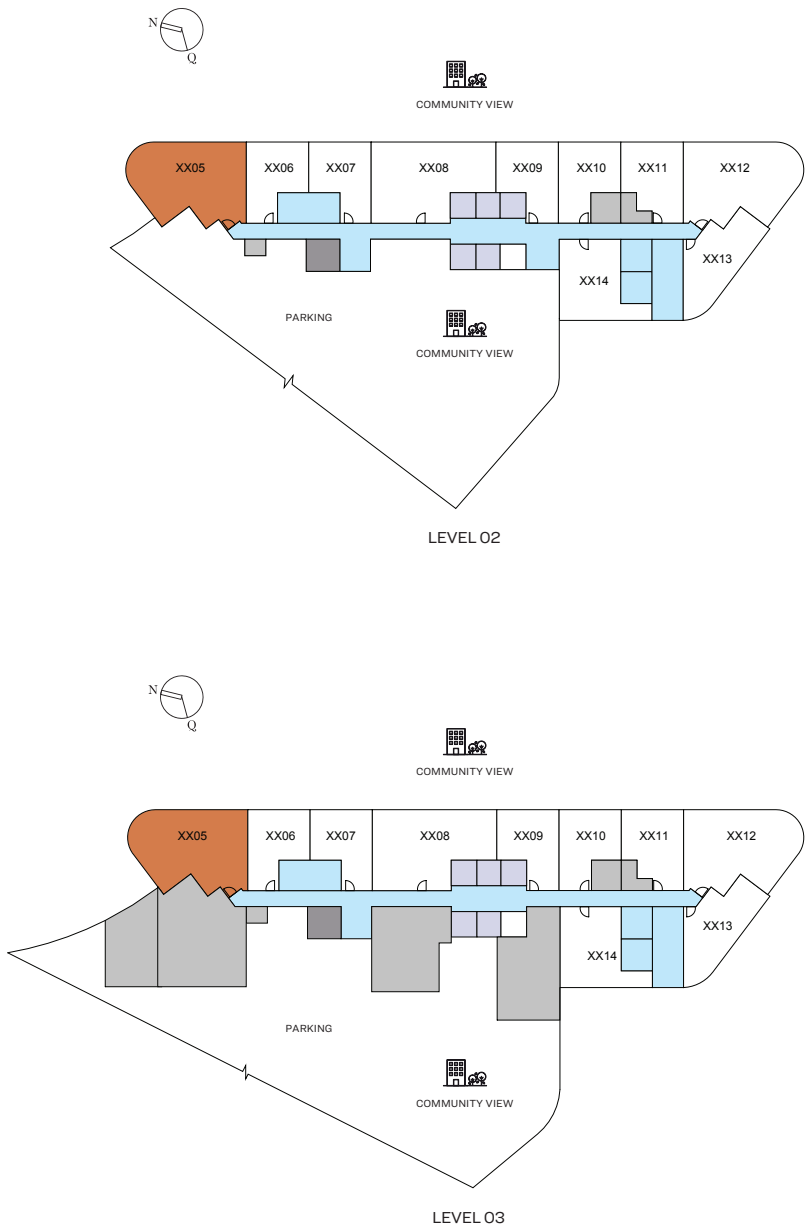 N
Q
COMMUNITY VIEW
XX05 XX06 XX07 XX08 XX09 XX10 XX11 XX12
XX13
XX14
PARKING
COMMUNITY VIEW
LEVEL 02
N
Q
COMMUNITY VIEW
XX05 XX06 XX07 XX08 XX09 XX10 XX11 XX12
XX13
XX14
PARKING
COMMUNITY VIEW
LEVEL 03